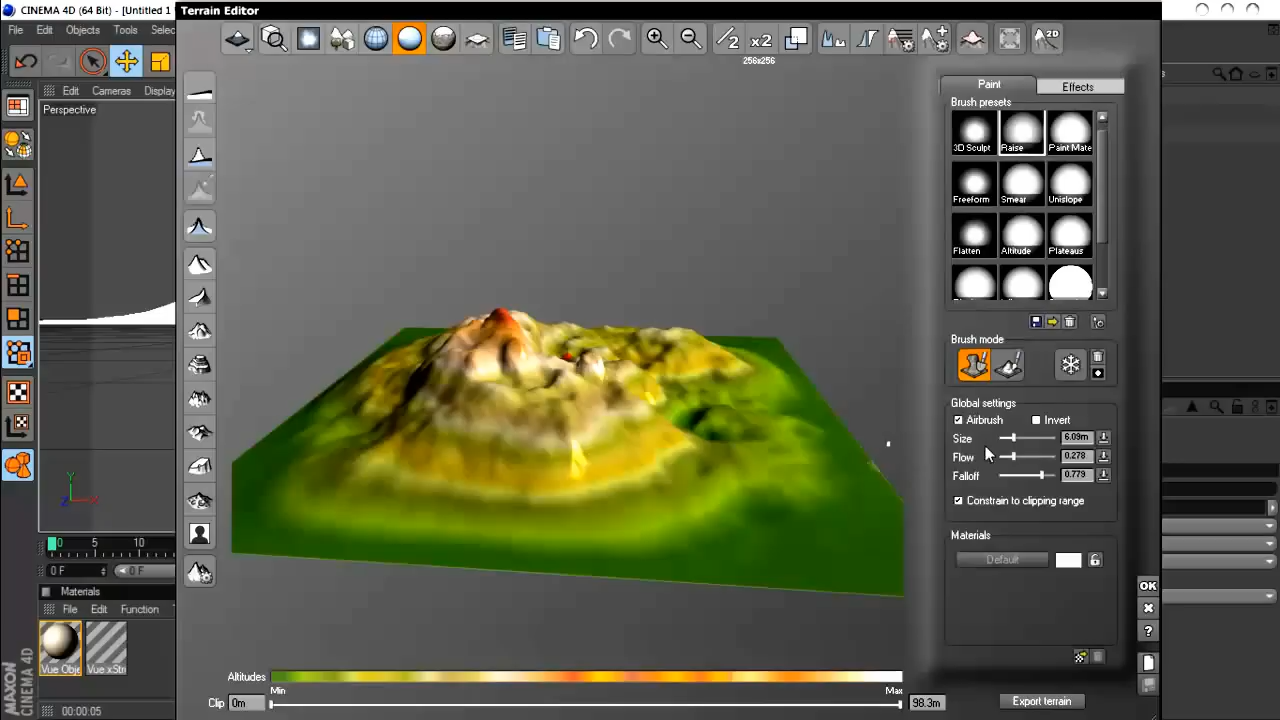 CINEMA 4D (64 Bit) - [Untitled 1
Terrain Editor
File Edit Objects Tools Selec
256x256
Edit Cameras Display
Perspective
Paint Effects
Brush presets
3D Sculpt Raise Paint Mate
Freeform Smear Unislope
Flatten Altitude Plateaus
Brush mode
Global settings
Airbrush Invert
Size 6.09m
Flow 0.278
Falloff 0.779
Constrain to clipping range
Materials
Default
Y
Z
0 5 10
0 F 0 F
Materials
File Edit Function
Vue Obje Vue xStr
OK
?
Altitudes
Min Max
Clip 0m 98.3m
Export terrain
00:00:05
MAXON
CINEMA 4D